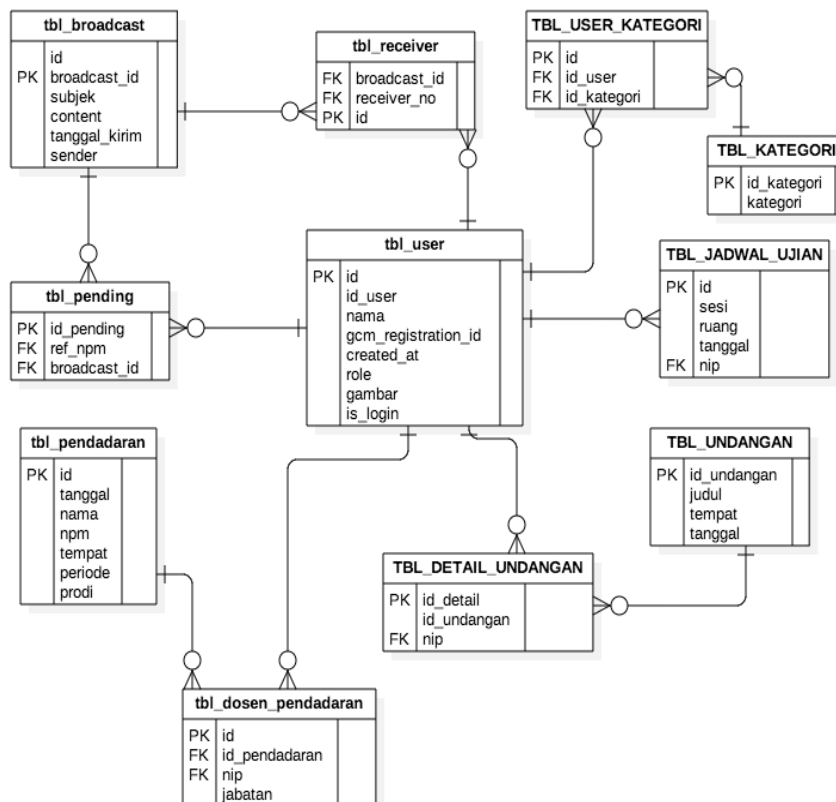 tbl_broadcast
id
PK broadcast_id
subjek
content
tanggal_kirim
sender
tbl_receiver
FK broadcast_id
FK receiver_no
PK id
TBL_USER_KATEGORI
PK id
FK id_user
FK id_kategori
TBL_KATEGORI
PK id_kategori
kategori
tbl_user
PK id
id_user
nama
gcm_registration_id
created_at
role
gambar
is_login
TBL_JADWAL_UJIAN
PK id
sesi
ruang
tanggal
FK nip
tbl_pending
PK id_pending
FK ref_npm
FK broadcast_id
tbl_pendadaran
PK id
tanggal
nama
npm
tempat
periode
prodi
TBL_UNDANGAN
PK id_undangan
judul
tempat
tanggal
TBL_DETAIL_UNDANGAN
PK id_detail
id_undangan
FK nip
tbl_dosen_pendadaran
PK id
FK id_pendadaran
FK nip
jabatan